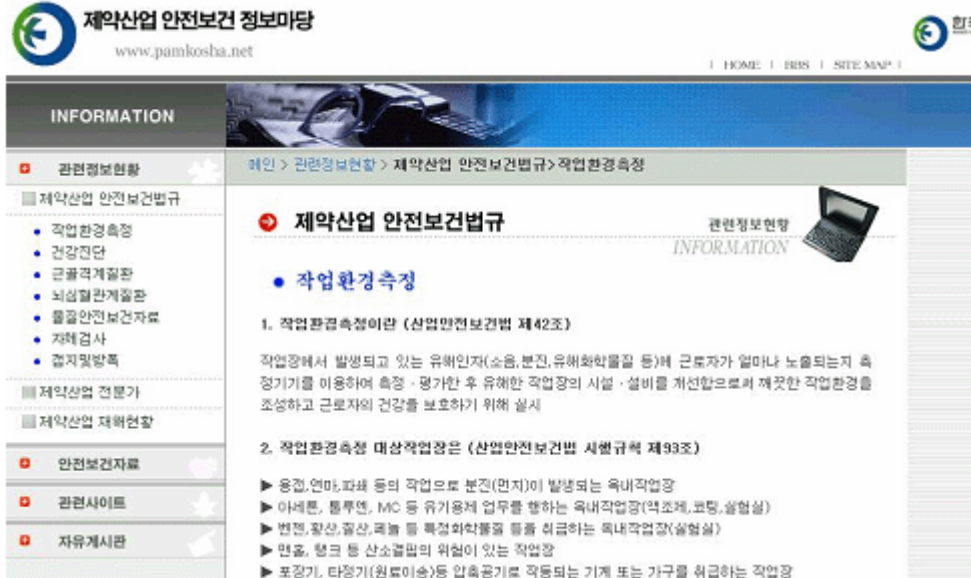 제약산업 안전보건 정보마당
www.pamkosha.net
| HOME | BBS | SITE MAP |
INFORMATION
관련정보현황
제약산업 안전보건법규
작업환경측정
건강진단
근골격계질환
뇌심혈관계질환
물질안전보건자료
자체검사
접지및방폭
제약산업 전문가
제약산업 재해현황
안전보건자료
관련사이트
자유게시판
메인 > 관련정보현황 > 제약산업 안전보건법규>작업환경측정
제약산업 안전보건법규
관련정보현황
INFORMATION
작업환경측정
1. 작업환경측정이란 (산업안전보건법 제42조)
작업장에서 발생되고 있는 유해인자(소음,분진,유해화학물질 등)에 근로자가 얼마나 노출되는지 측
정기기를 이용하여 측정 · 평가한 후 유해한 작업장의 시설 · 설비를 개선함으로써 깨끗한 작업환경을
조성하고 근로자의 건강을 보호하기 위해 실시
2. 작업환경측정 대상작업장은 (산업안전보건법 시행규칙 제93조)
▶ 용접,연마,파쇄 등의 작업으로 분진(먼지)이 발생되는 옥내작업장
▶ 아세톤, 톨루엔, MC 등 유기용제 업무를 행하는 옥내작업장(액조제,코팅,실험실)
▶ 벤젠,황산,질산,페놀 등 특정화학물질 등을 취급하는 옥내작업장(실험실)
▶ 맨홀, 탱크 등 산소결핍의 위험이 있는 작업장
▶ 포장기, 타정기(원료이송)등 압축공기로 작동되는 기계 또는 기구를 취급하는 작업장